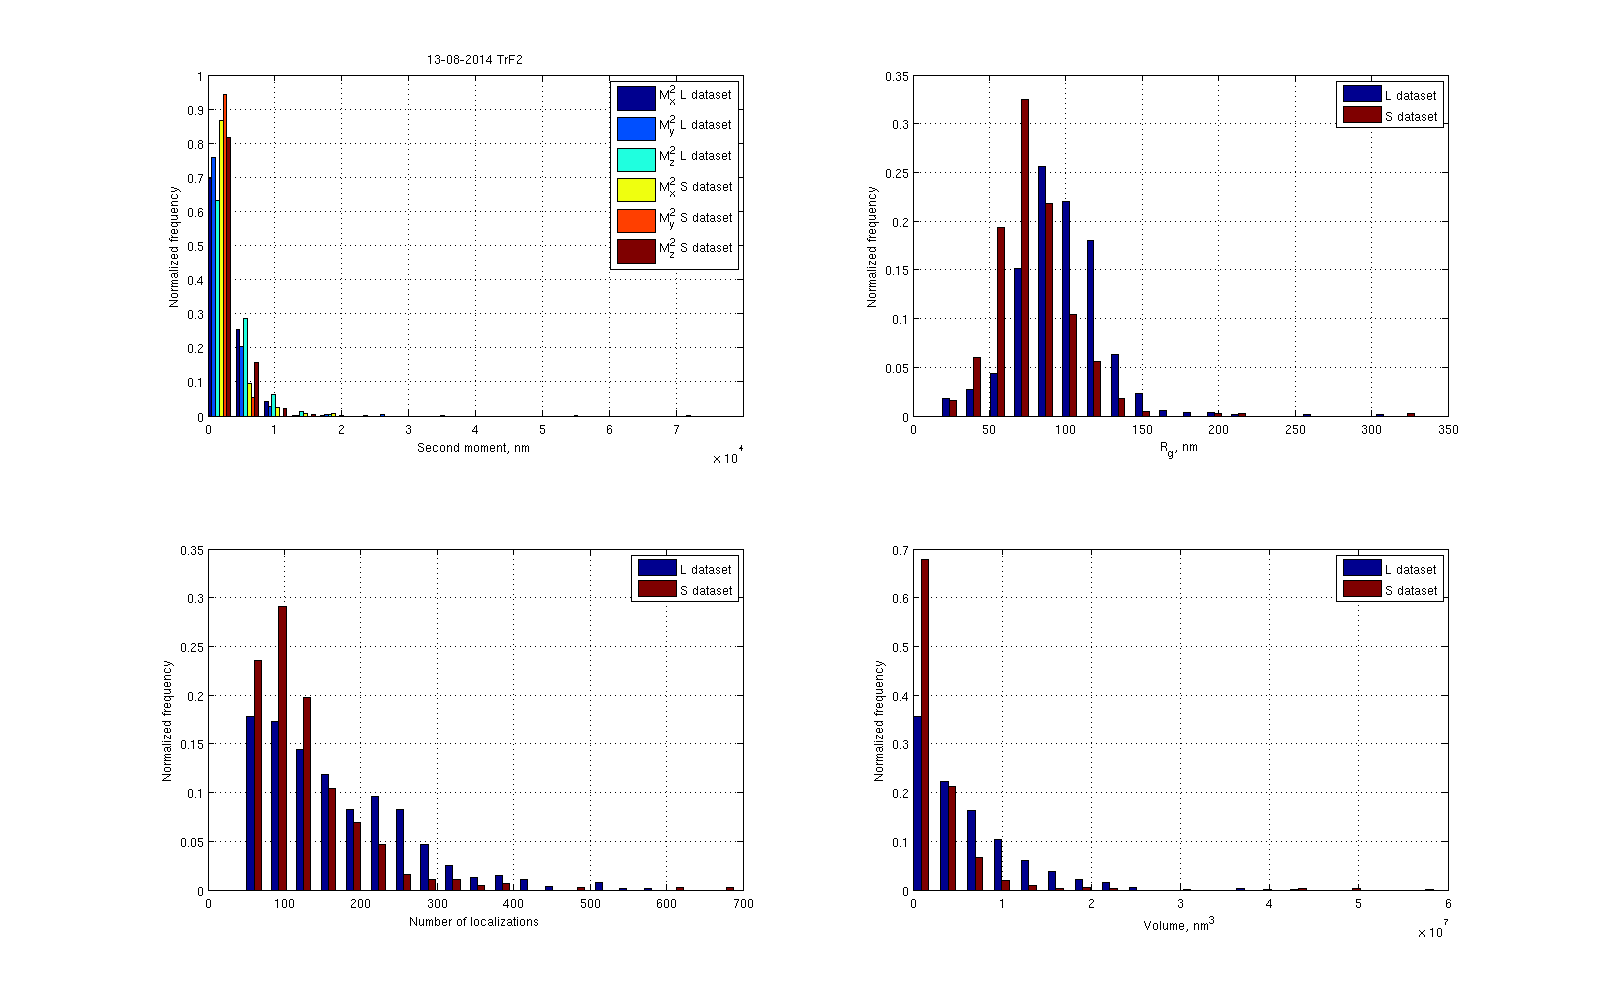 13-08-2014 TrF2
1
0.9
0.8
0.7
0.6
0.5
0.4
0.3
0.2
0.1
0
Normalized frequency
0 1 2 3 4 5 6 7 8
Second moment, nm
× 10⁴
M²ₓ L dataset
M²y L dataset
M²z L dataset
M²ₓ S dataset
M²y S dataset
M²z S dataset
0.35
0.3
0.25
0.2
0.15
0.1
0.05
0
Normalized frequency
0 50 100 150 200 250 300 350
Rg, nm
L dataset
S dataset
0.35
0.3
0.25
0.2
0.15
0.1
0.05
0
Normalized frequency
0 100 200 300 400 500 600 700
Number of localizations
L dataset
S dataset
0.7
0.6
0.5
0.4
0.3
0.2
0.1
0
Normalized frequency
0 1 2 3 4 5 6
Volume, nm³
× 10⁷
L dataset
S dataset